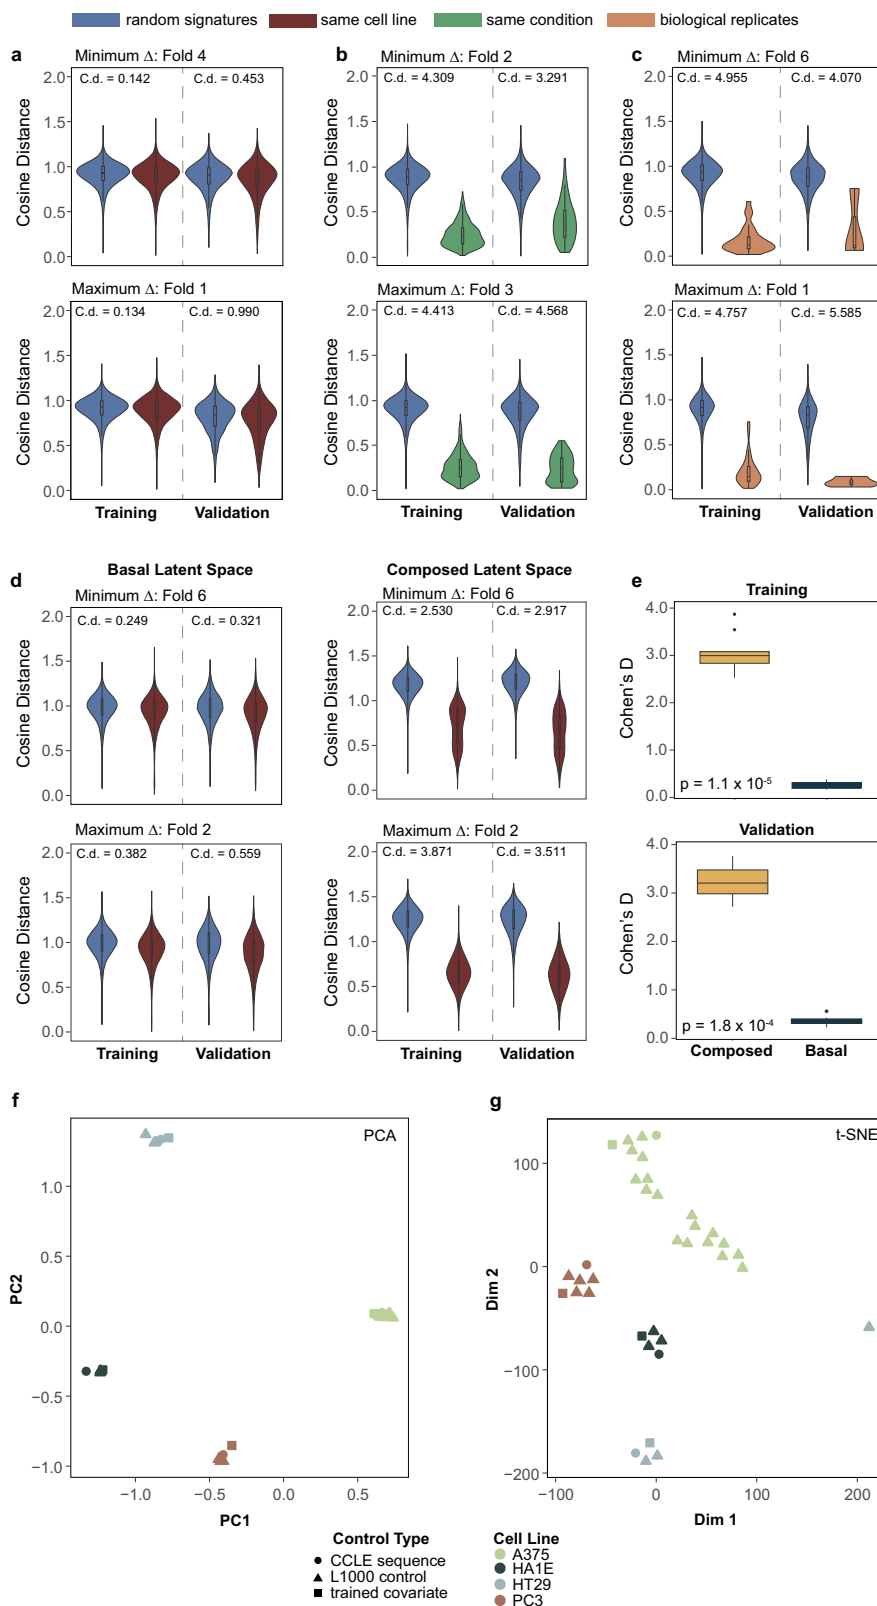 random signatures same cell line same condition biological replicates
a b c
Minimum Δ: Fold 4 Minimum Δ: Fold 2 Minimum Δ: Fold 6
C.d. = 0.142 C.d. = 0.453 C.d. = 4.309 C.d. = 3.291 C.d. = 4.955 C.d. = 4.070
Cosine Distance Cosine Distance Cosine Distance
2.0 2.0 2.0
1.5 1.5 1.5
1.0 1.0 1.0
0.5 0.5 0.5
0.0 0.0 0.0
Maximum Δ: Fold 1 Maximum Δ: Fold 3 Maximum Δ: Fold 1
C.d. = 0.134 C.d. = 0.990 C.d. = 4.413 C.d. = 4.568 C.d. = 4.757 C.d. = 5.585
Cosine Distance Cosine Distance Cosine Distance
2.0 2.0 2.0
1.5 1.5 1.5
1.0 1.0 1.0
0.5 0.5 0.5
0.0 0.0 0.0
Training Validation Training Validation Training Validation
d e
Basal Latent Space Composed Latent Space
Minimum Δ: Fold 6 Minimum Δ: Fold 6 Training
C.d. = 0.249 C.d. = 0.321 C.d. = 2.530 C.d. = 2.917
Cosine Distance Cosine Distance Cohen's D
2.0 2.0 4.0
1.5 1.5 3.0
1.0 1.0 2.0
0.5 0.5 1.0
0.0 0.0 0.0
p = 1.1 x 10-5
Maximum Δ: Fold 2 Maximum Δ: Fold 2 Validation
C.d. = 0.382 C.d. = 0.559 C.d. = 3.871 C.d. = 3.511
Cosine Distance Cosine Distance Cohen's D
2.0 2.0 4.0
1.5 1.5 3.0
1.0 1.0 4.0
0.5 0.5 0.0
0.0 0.0 0.0
p = 1.8 x 10-4
Training Validation Training Validation Composed Basal
f g
PCA t-SNE
PC2 Dim 2
1.0 100
0.5 0
0.0 −100
−0.5 −200
−1.0
−1.0 −0.5 0.0 0.5 −100 0 100 200
PC1 Dim 1
Control Type Cell Line
CCLE sequence A375
L1000 control HA1E
trained covariate HT29
PC3